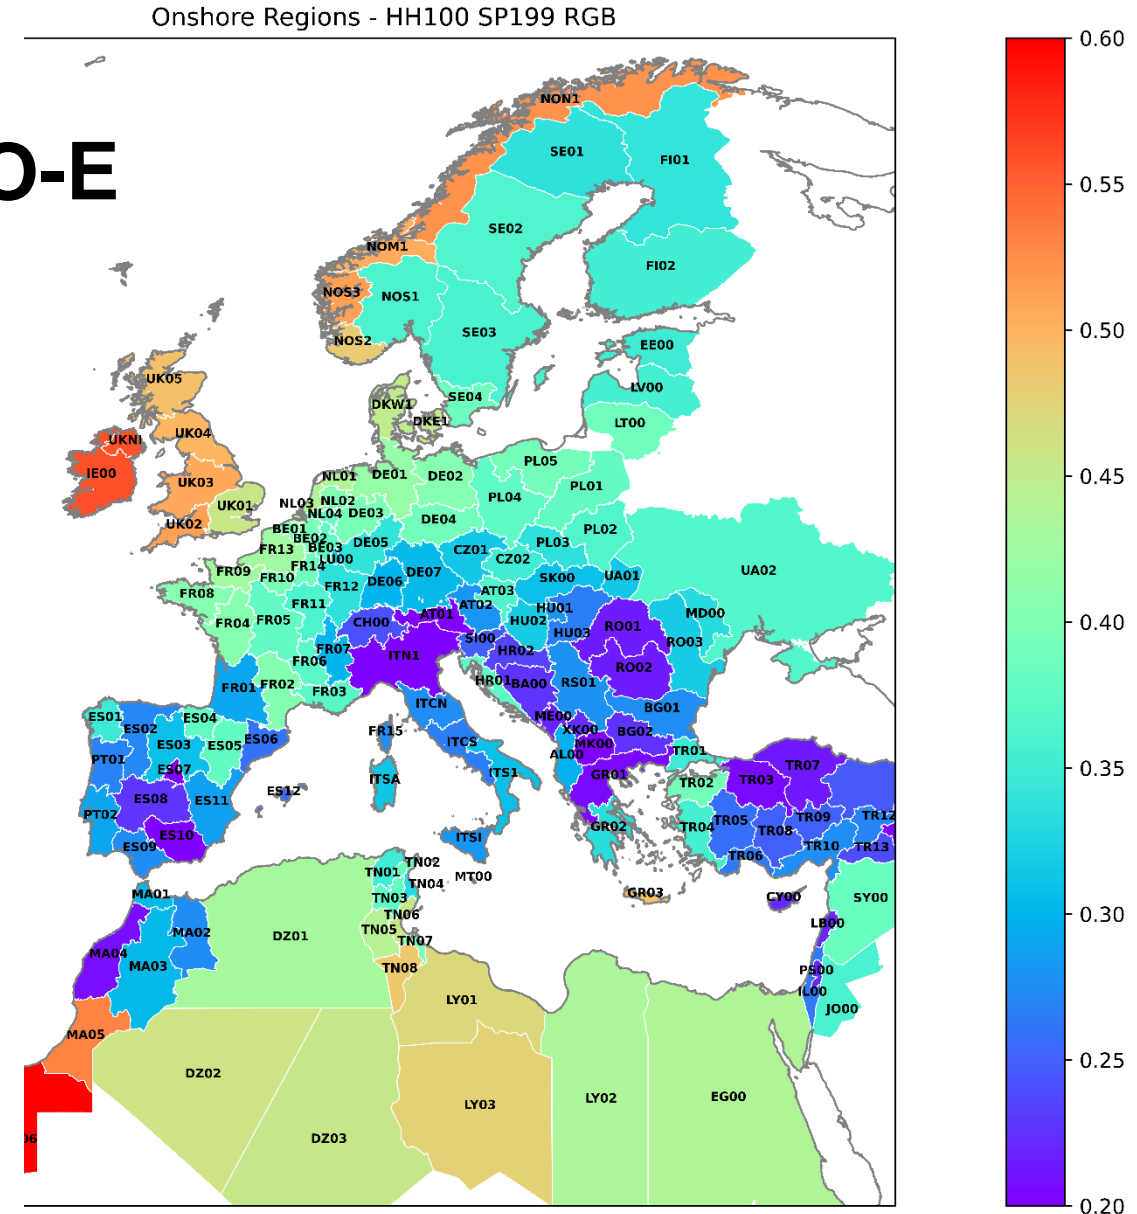 Onshore Regions - HH100 SP199 RGB
O-E
NON1
SE01
FI01
SE02
NOM1
FI02
NOS3
NOS1
SE03
NOS2
EE00
UK05
LV00
SE04
DKW1
DKE1
LT00
UKNI
UK04
PL05
IE00
UK03
NL01
DE01
DE02
PL01
UK01
NL03
NL02
PL04
NL04
DE03
UK02
DE04
BE01
PL02
BE02
DE05
PL03
FR13
BE03
CZ01
LU00
CZ02
FR14
FR09
FR10
DE07
SK00
UA01
UA02
FR12
DE06
FR08
AT03
FR11
AT02
HU01
MD00
AT01
FR04
FR05
CH00
HU02
RO01
HU03
SI00
RO03
FR07
HR02
ITN1
FR06
RO02
HR01
BA00
RS01
FR01
FR02
FR03
ITCN
BG01
ES01
ES04
ME00
ES02
FR15
XK00
BG02
ES03
ES05
ES06
ITCS
MK00
AL00
TR01
PT01
ES07
ITS1
GR01
TR07
ITSA
TR03
TR02
ES12
ES08
ES11
PT02
TR05
TR09
TR12
GR02
TR04
TR08
ES10
ITSI
ES09
TR10
TR13
TR06
TN02
TN01
MT00
TN04
MA01
GR03
CY00
SY00
TN03
TN06
LB00
MA02
TN05
DZ01
TN07
MA04
MA03
TN08
PS00
IL00
LY01
JO00
MA05
DZ02
LY03
LY02
EG00
06
DZ03
0.60
0.55
0.50
0.45
0.40
0.35
0.30
0.25
0.20